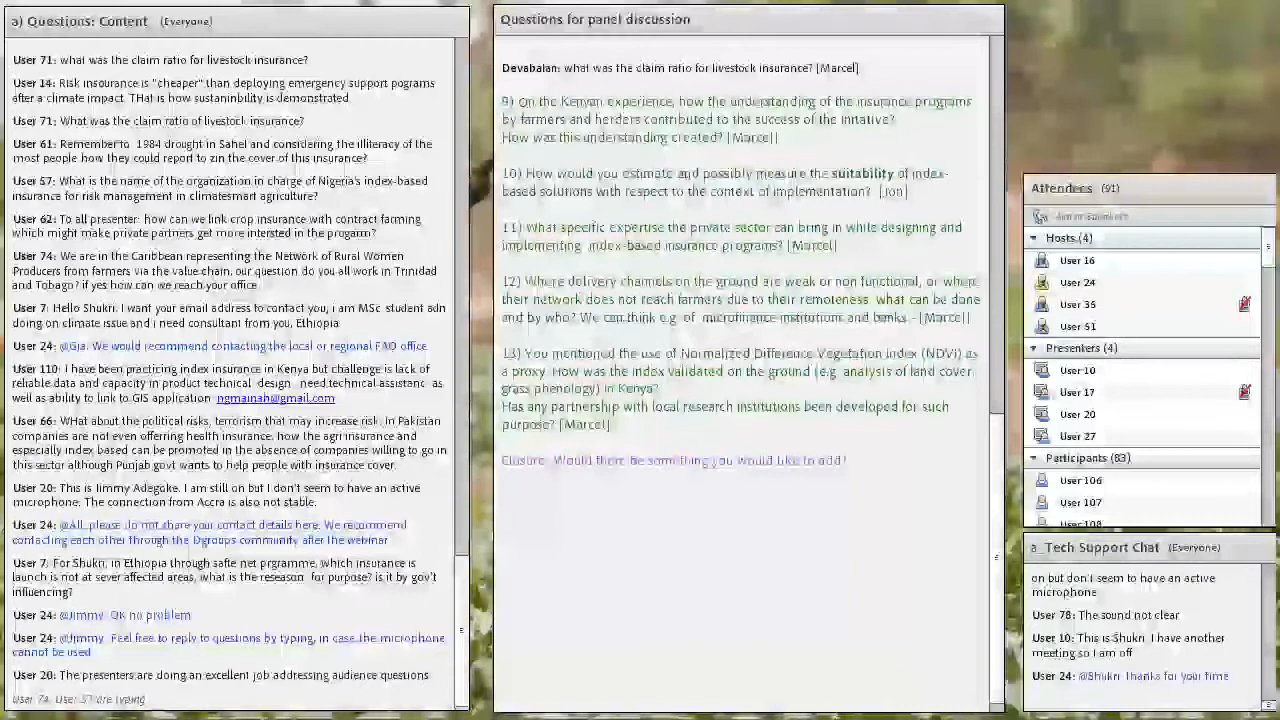 a) Questions: Content (Everyone)
User 71: what was the claim ratio for livestock insurance?
User 14: Risk insourance is "cheaper" than deploying emergency support pograms
after a climate impact. THat is how sustaninbility is demonstrated
User 71: What was the claim ratio of livestock insurance?
User 61: Remember to 1984 drought in Sahel and considering the illiteracy of the
most people how they could report to zin the cover of this insurance?
User 57: What is the name of the organization in charge of Nigeria's index-based
insurance for risk management in climatesmart agriculture?
User 62: To all presenter: how can we link crop insurance with contract farming
which might make private partners get more intersted in the progarm?
User 74: We are in the Caribbean representing the Network of Rural Women
Producers from farmers via the value chain, our question do you all work in Trinidad
and Tobago? if yes how can we reach your office
User 7: Hello Shukri. I want your email address to contact you, i am MSc student adn
doing on climate issue and i need consultant from you, Ethiopia
User 24: @Gja: We would recommend contacting the local or regional FAO office.
User 110: I have been practicing index insurance in Kenya but challenge is lack of
reliable data and capacity in product technical design need technical assistanc as
well as ability to link to GIS application ngmainah@gmail.com
User 66: What about the political risks, terrorism that may increase risk. In Pakistan
companies are not even offerring health insurance. how the agri insurance and
especially index based can be promoted in the absence of companies willing to go in
this sector although Punjab govt wants to help people with insurance cover.
User 20: This is Jimmy Adegoke. I am still on but I don't seem to have an active
microphone. The connection from Accra is also not stable.
User 24: @All: please do not share your contact details here. We recommend
contacting each other through the Dgroups community after the webinar
User 7: For Shukri, in Ethiopia through safie net prgramme, which insurance is
launch is not at sever affected areas, what is the reseason for purpose? is it by gov't
influencing?
User 24: @Jimmy: OK no problem
User 24: @Jimmy: Feel free to reply to questions by typing, in case the microphone
cannot be used
User 20: The presenters are doing an excellent job addressing audience questions
User 74, User 57 are typing
Questions for panel discussion
Devabalan: what was the claim ratio for livestock insurance? [Marcel]
9) On the Kenyan experience, how the understanding of the insurance programs
by farmers and herders contributed to the success of the initative?
How was this understanding created? [Marcel]
10) How would you estimate and possibly measure the suitability of index-
based solutions with respect to the context of implementation? [Jon]
11) What specific expertise the private sector can bring in while designing and
implementing index-based insurance programs? [Marcel]
12) Where delivery channels on the ground are weak or non functional, or when
their network does not reach farmers due to their remoteness, what can be done
and by who? We can think e.g. of microfinance institutions and banks - [Marcel]
13) You mentioned the use of Normalized Difference Vegetation Index (NDVI) as
a proxy. How was the index validated on the ground (e.g. analysis of land cover,
grass phenology) in Kenya?
Has any partnership with local research institutions been developed for such
purpose? [Marcel]
Closure: Would there be something you would like to add?
Attendees (91)
Active Speakers
Hosts (4)
User 16
User 24
User 35
User 51
Presenters (4)
User 10
User 17
User 20
User 27
Participants (83)
User 106
User 107
User 108
a Tech Support Chat (Everyone)
on but don't seem to have an active
microphone
User 78: The sound not clear
User 10: This is Shukri I have another
meeting so I am off
User 24: @Shukri Thanks for your time